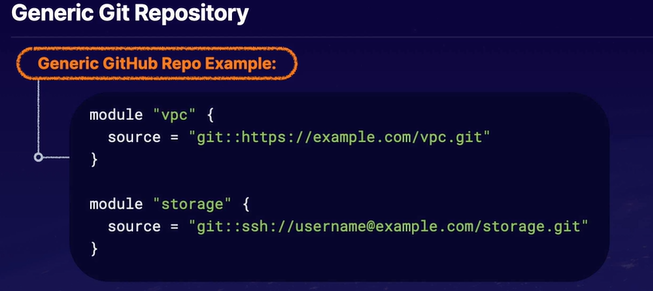 Generic Git Repository
Generic GitHub Repo Example:
module "vpc" {
  source = "git::https://example.com/vpc.git"
}
module "storage" {
  source = "git::ssh://username@example.com/storage.git"
}